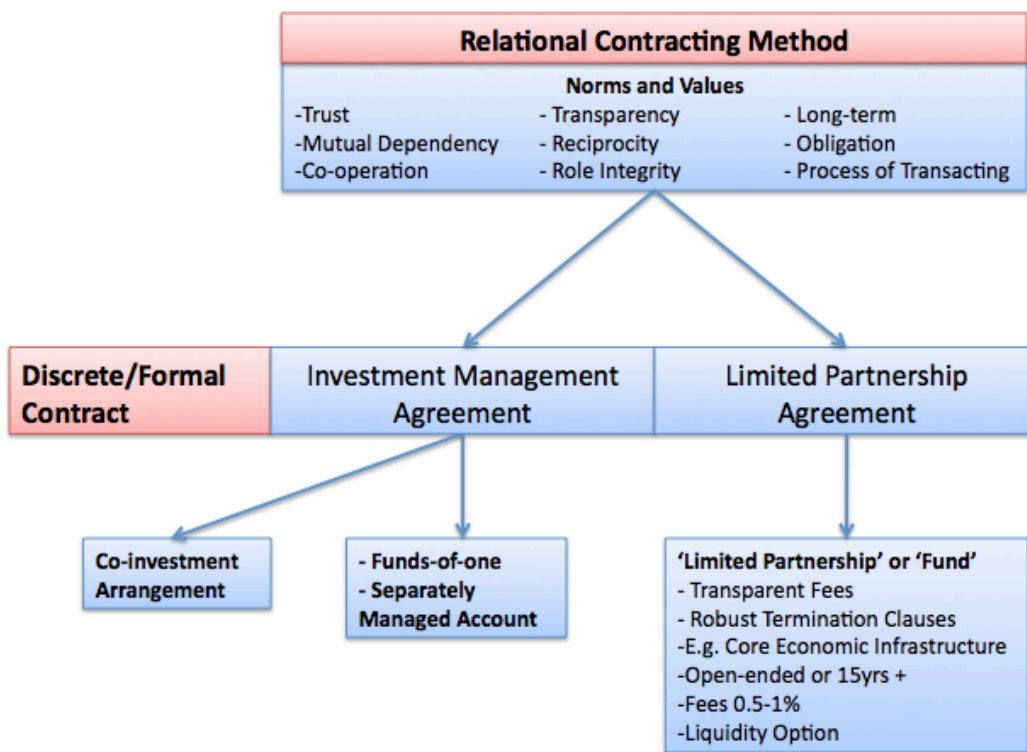 Relational Contracting Method
Norms and Values
-Trust
-Mutual Dependency
-Co-operation
- Transparency
- Reciprocity
- Role Integrity
- Long-term
- Obligation
- Process of Transacting
Discrete/Formal
Contract
Investment Management
Agreement
Limited Partnership
Agreement
Co-investment
Arrangement
- Funds-of-one
- Separately
Managed Account
‘Limited Partnership’ or ‘Fund’
- Transparent Fees
- Robust Termination Clauses
-E.g. Core Economic Infrastructure
-Open-ended or 15yrs +
-Fees 0.5-1%
-Liquidity Option